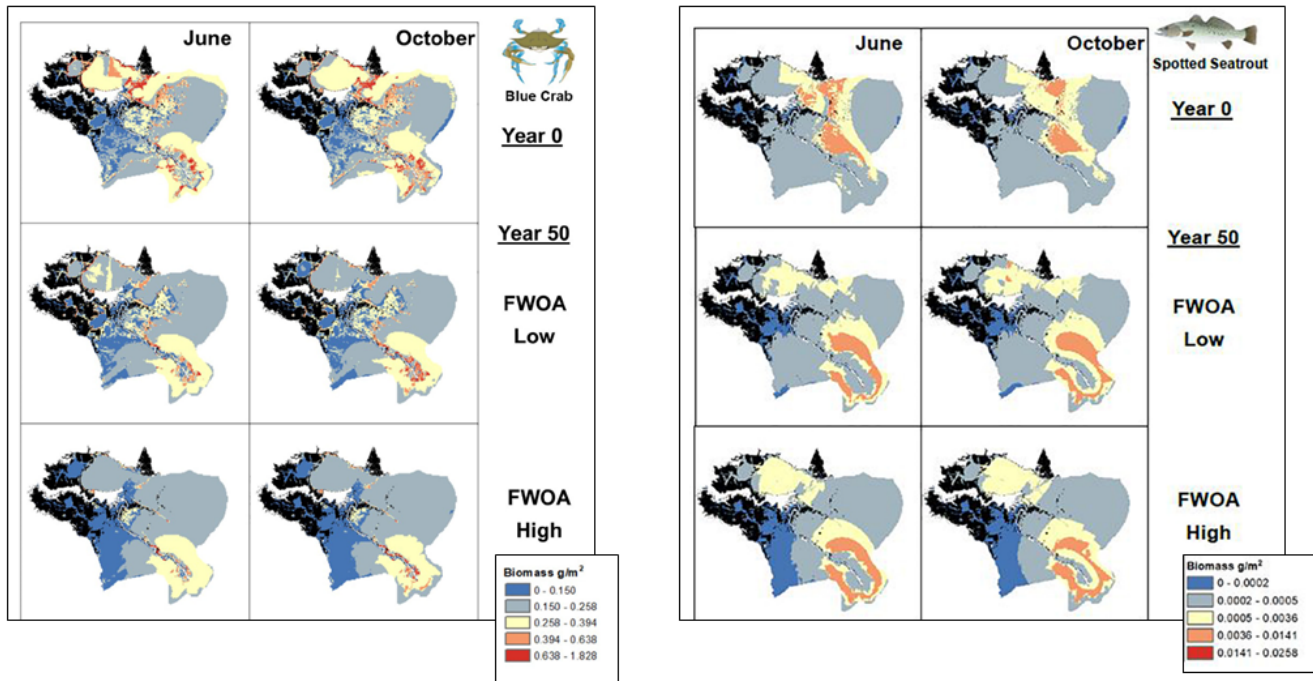 June
October
Blue Crab
Year 0
Year 50
FWOA
Low
FWOA
High
Biomass g/m²
0 - 0.150
0.150 - 0.258
0.258 - 0.394
0.394 - 0.638
0.638 - 1.828
June
October
Spotted Seatrout
Year 0
Year 50
FWOA
Low
FWOA
High
Biomass g/m²
0 - 0.0002
0.0002 - 0.0005
0.0005 - 0.0036
0.0036 - 0.0141
0.0141 - 0.0258